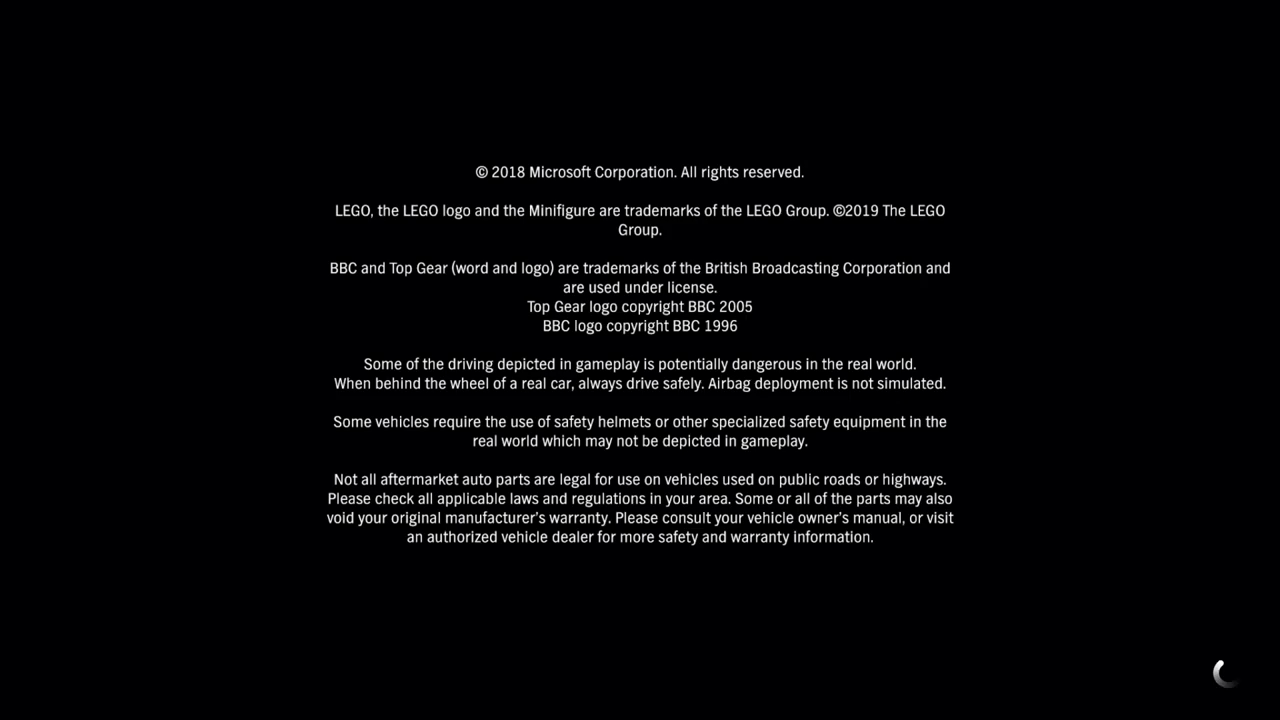 © 2018 Microsoft Corporation. All rights reserved.
LEGO, the LEGO logo and the Minifigure are trademarks of the LEGO Group. ©2019 The LEGO
Group.
BBC and Top Gear (word and logo) are trademarks of the British Broadcasting Corporation and
are used under license.
Top Gear logo copyright BBC 2005
BBC logo copyright BBC 1996
Some of the driving depicted in gameplay is potentially dangerous in the real world.
When behind the wheel of a real car, always drive safely. Airbag deployment is not simulated.
Some vehicles require the use of safety helmets or other specialized safety equipment in the
real world which may not be depicted in gameplay.
Not all aftermarket auto parts are legal for use on vehicles used on public roads or highways.
Please check all applicable laws and regulations in your area. Some or all of the parts may also
void your original manufacturer's warranty. Please consult your vehicle owner's manual, or visit
an authorized vehicle dealer for more safety and warranty information.